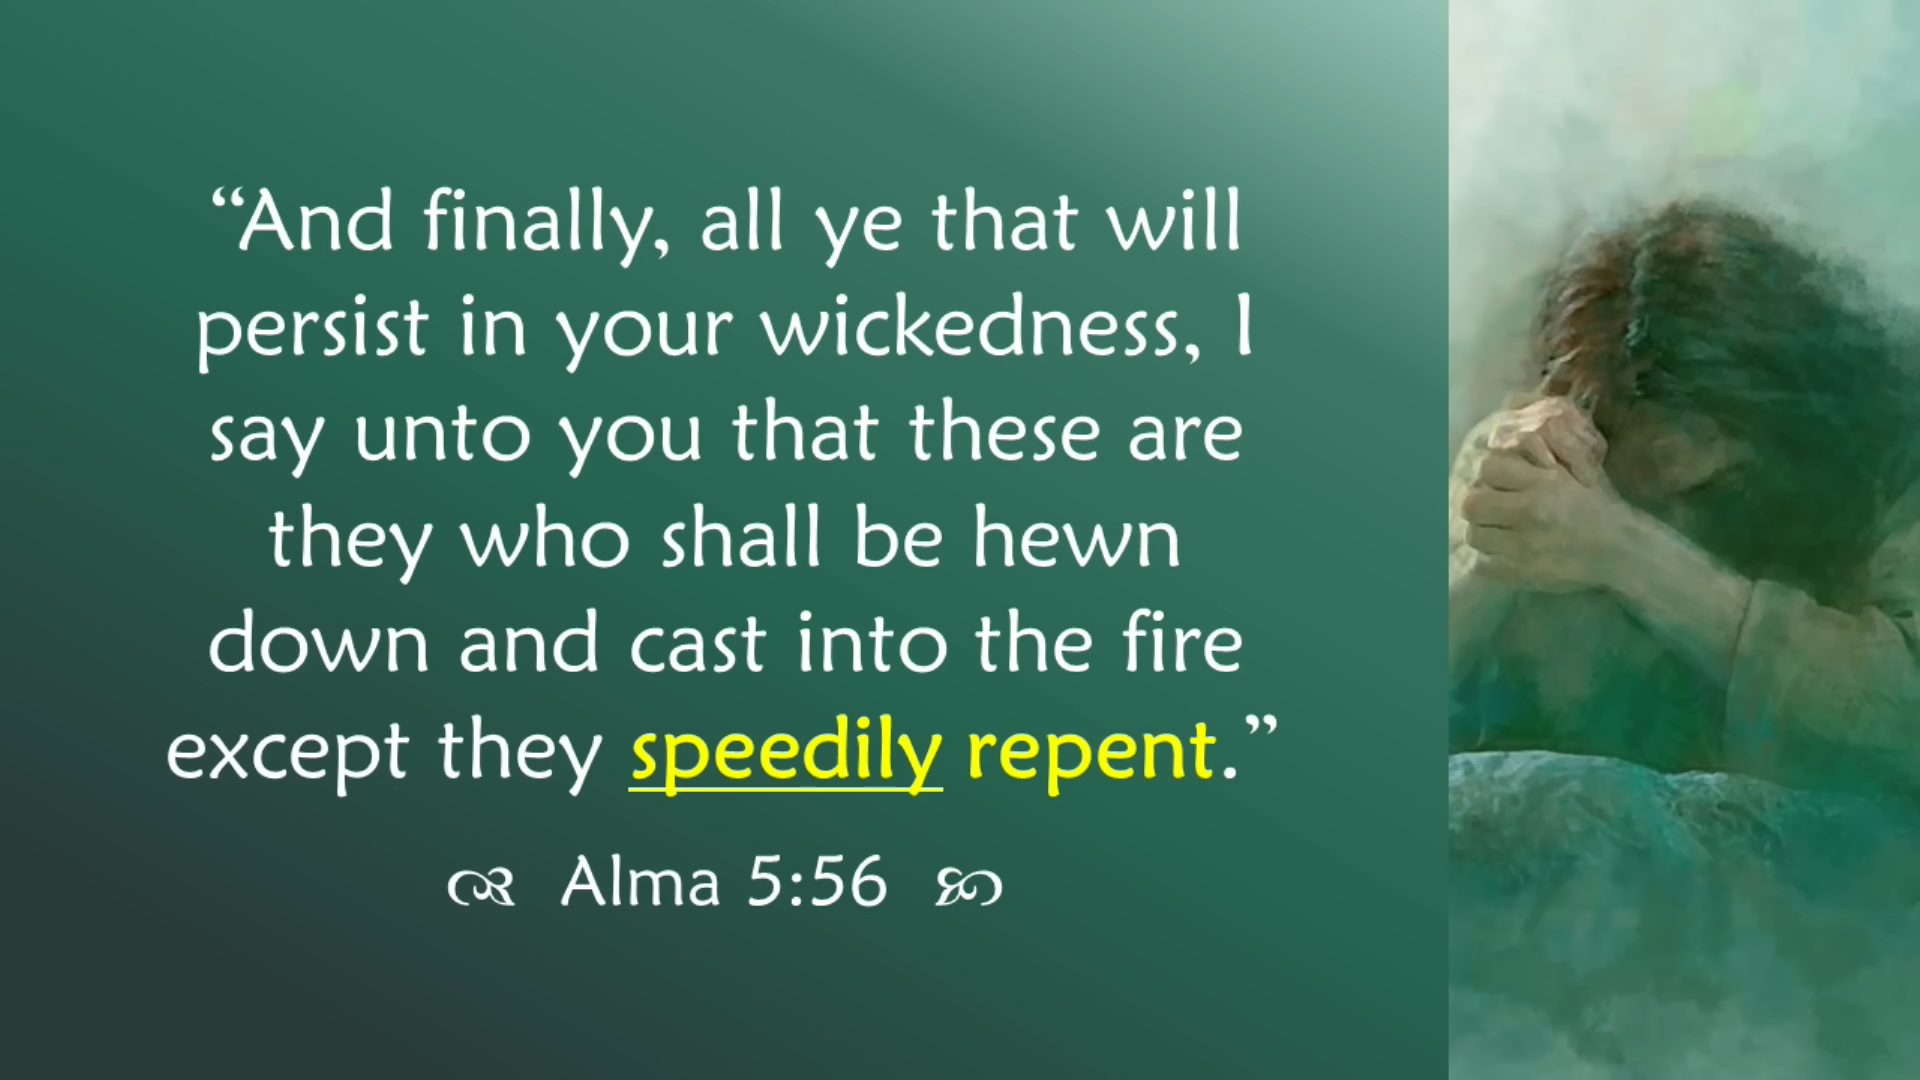 “And finally, all ye that will
persist in your wickedness, I
say unto you that these are
they who shall be hewn
down and cast into the fire
except they speedily repent.”
Alma 5:56